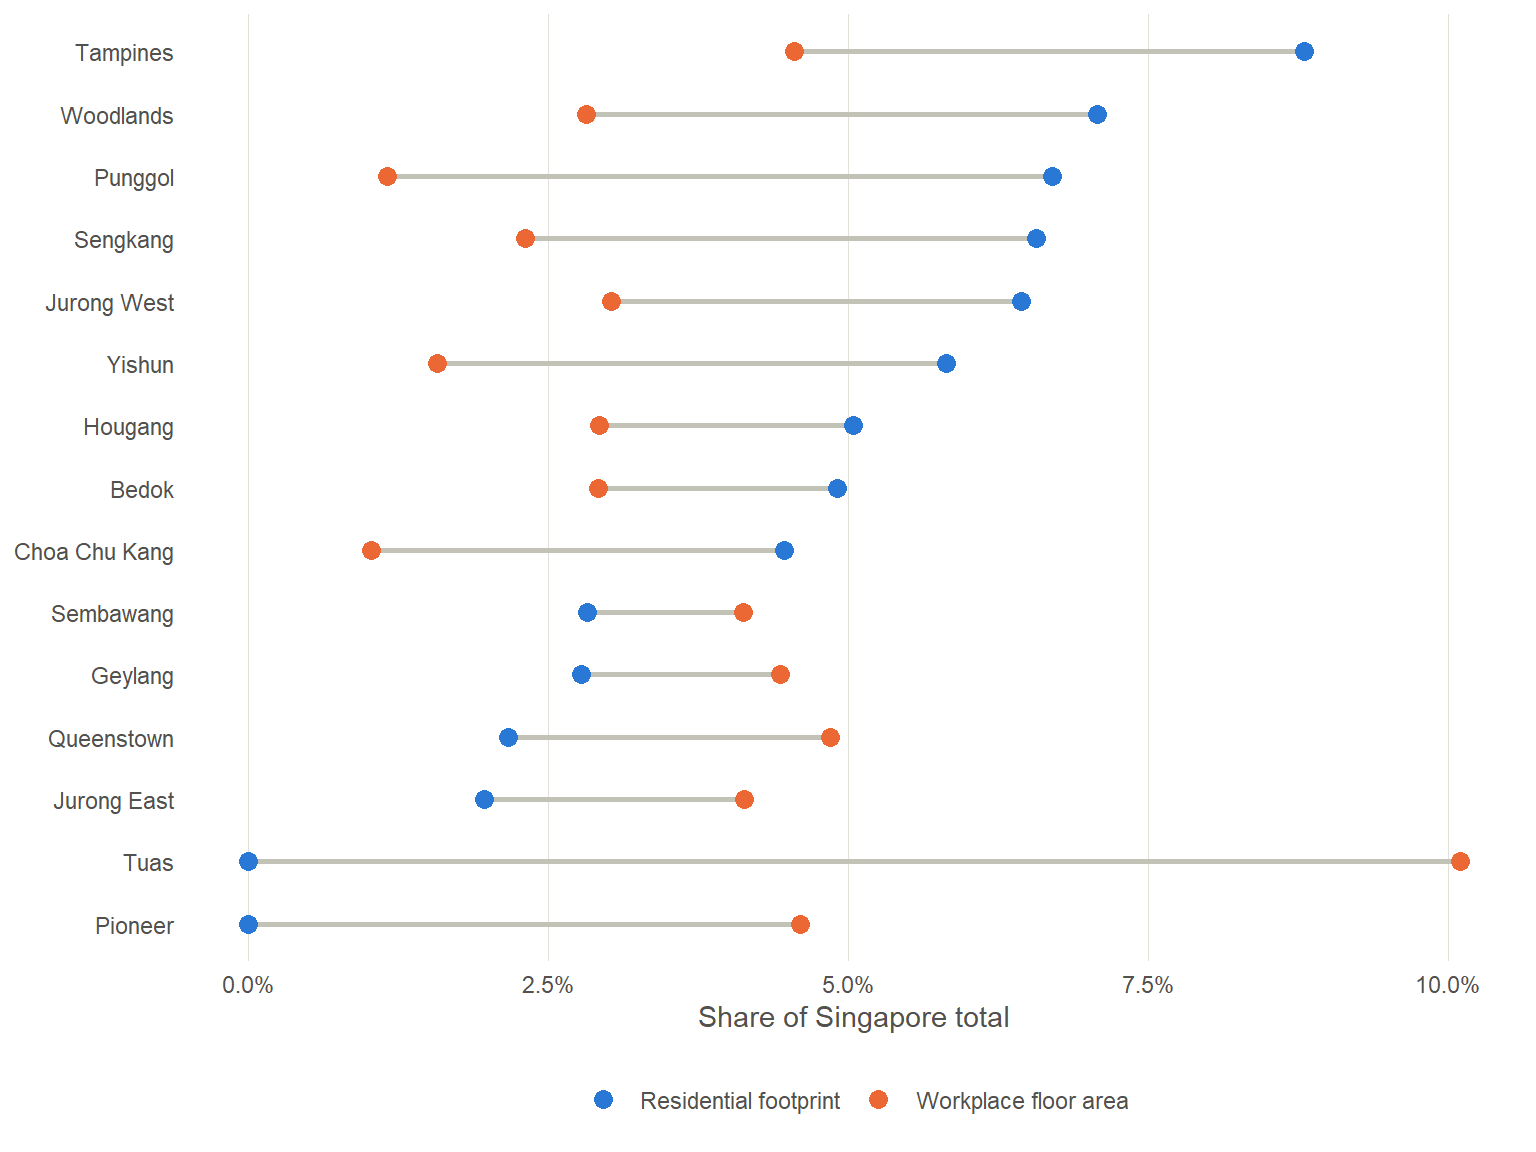 Tampines
Woodlands
Punggol
Sengkang
Jurong West
Yishun
Hougang
Bedok
Choa Chu Kang
Sembawang
Geylang
Queenstown
Jurong East
Tuas
Pioneer
0.0% 2.5% 5.0% 7.5% 10.0%
Share of Singapore total
Residential footprint Workplace floor area